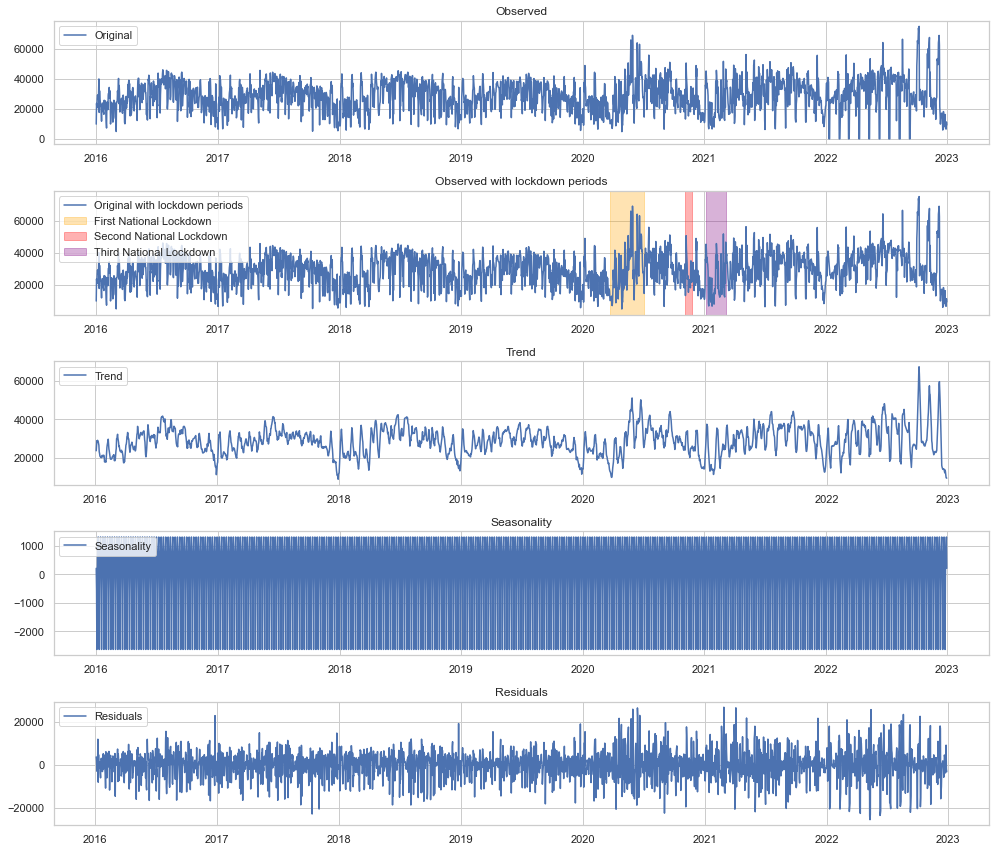 Observed
Original
60000
40000
20000
0
2016 2017 2018 2019 2020 2021 2022 2023
Observed with lockdown periods
Original with lockdown periods
First National Lockdown
Second National Lockdown
Third National Lockdown
60000
40000
20000
2016 2017 2018 2019 2020 2021 2022 2023
Trend
Trend
60000
40000
20000
2016 2017 2018 2019 2020 2021 2022 2023
Seasonality
Seasonality
1000
0
−1000
−2000
2016 2017 2018 2019 2020 2021 2022 2023
Residuals
Residuals
20000
0
−20000
2016 2017 2018 2019 2020 2021 2022 2023